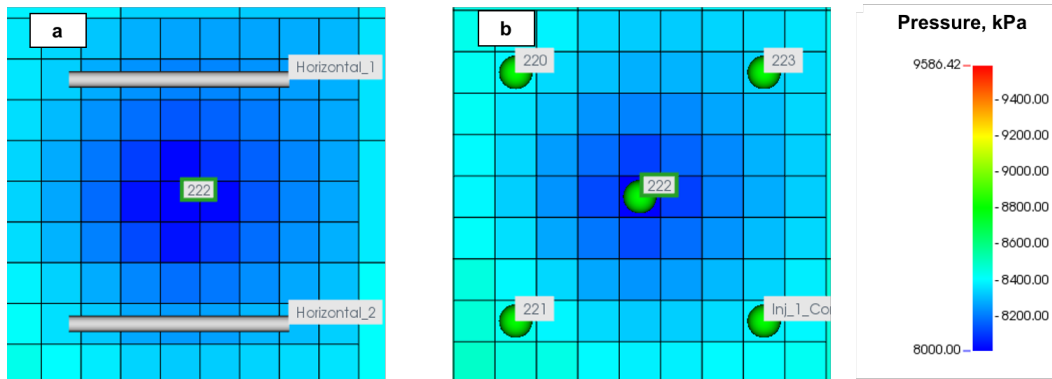 a
Horizontal_1
222
Horizontal_2
b
220
223
222
221
Inj_1_Co
Pressure, kPa
9586.42
9400.00
9200.00
9000.00
8800.00
8600.00
8400.00
8200.00
8000.00